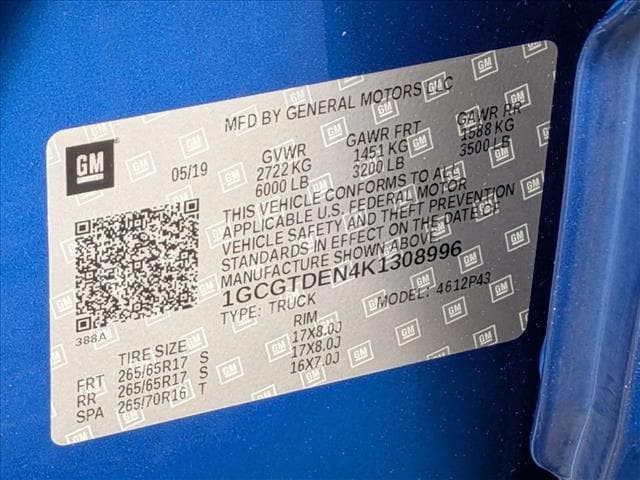 MFD BY GENERAL MOTORS LLC
GM
05/19
GVWR GAWR FRT GAWR RR
2722 KG 1451 KG 1588 KG
6000 LB 3200 LB 3500 LB
THIS VEHICLE CONFORMS TO ALL
APPLICABLE U.S. FEDERAL MOTOR
VEHICLE SAFETY AND THEFT PREVENTION
STANDARDS IN EFFECT ON THE DATE OF
MANUFACTURE SHOWN ABOVE.
1GCGTDEN4K1308996
TYPE: TRUCK MODEL: 4612P43
388A
TIRE SIZE RIM
FRT 265/65R17 S 17X8.0J
RR 265/65R17 S 17X8.0J
SPA 265/70R16 T 16X7.0J